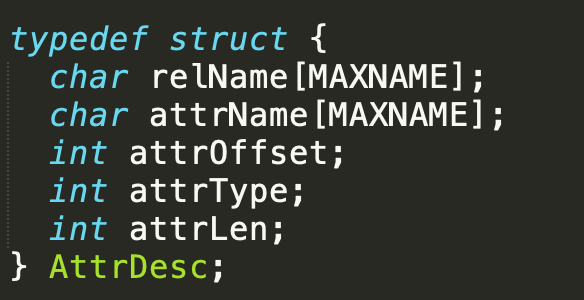 typedef struct {
  char relName[MAXNAME];
  char attrName[MAXNAME];
  int attrOffset;
  int attrType;
  int attrLen;
} AttrDesc;